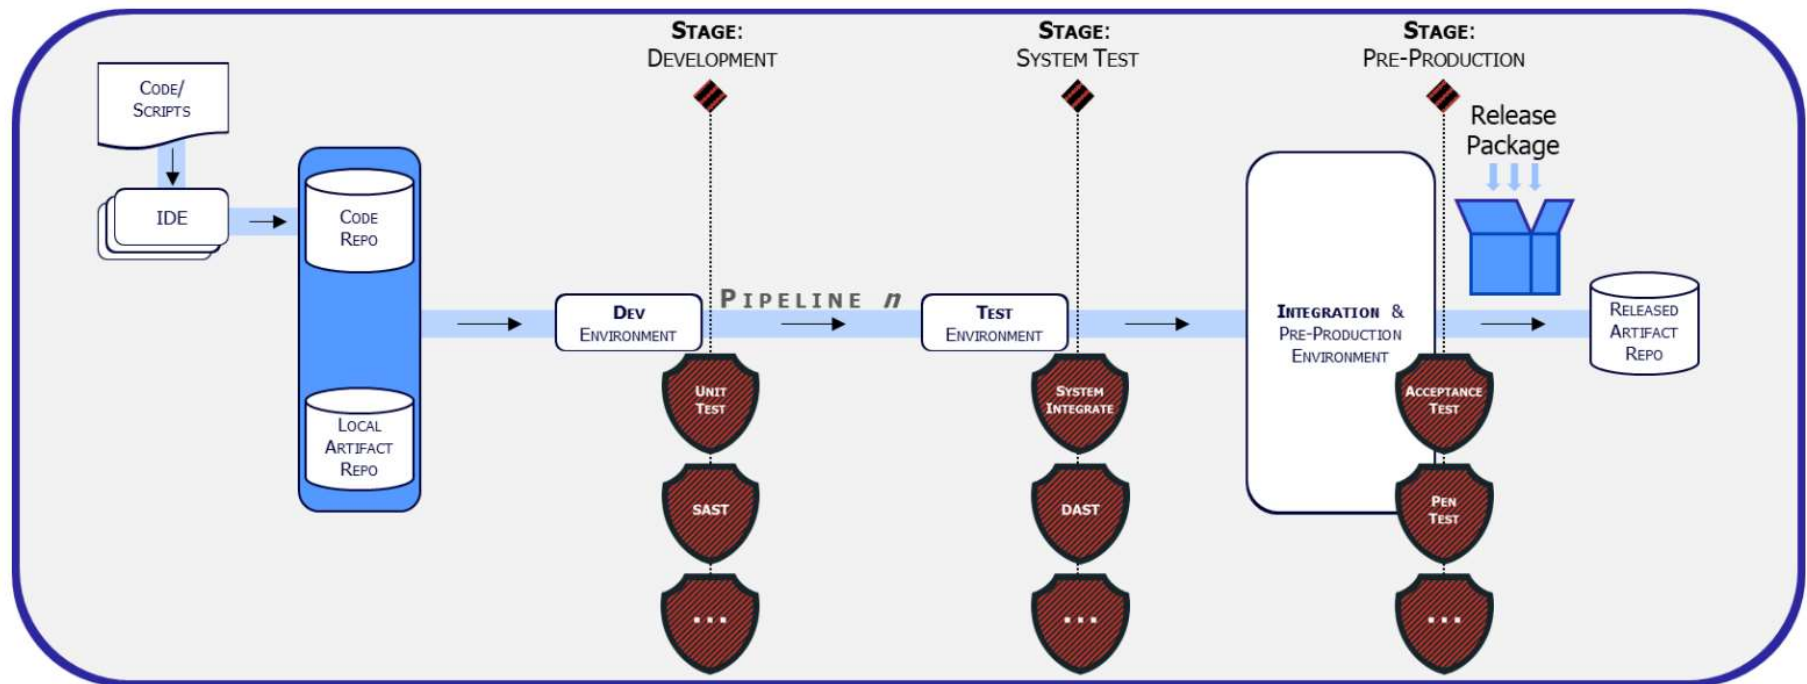 STAGE:
DEVELOPMENT
STAGE:
SYSTEM TEST
STAGE:
PRE-PRODUCTION
CODE/
SCRIPTS
IDE
CODE
REPO
LOCAL
ARTIFACT
REPO
DEV
ENVIRONMENT
PIPELINE n
TEST
ENVIRONMENT
INTEGRATION &
PRE-PRODUCTION
ENVIRONMENT
Release
Package
RELEASED
ARTIFACT
REPO
UNIT
TEST
SAST
...
SYSTEM
INTEGRATE
DAST
...
ACCEPTANCE
TEST
PEN
TEST
...